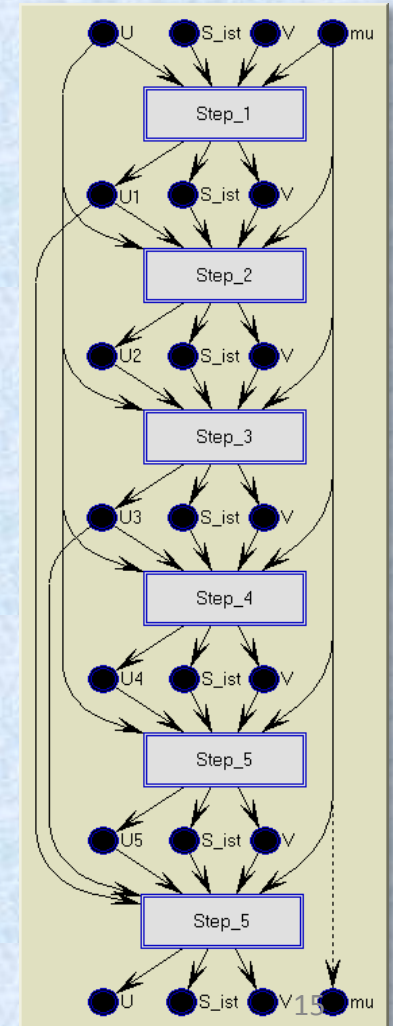 U S_ist V mu
Step_1
U1 S_ist V
Step_2
U2 S_ist V
Step_3
U3 S_ist V
Step_4
U4 S_ist V
Step_5
U5 S_ist V
Step_5
U S_ist V 15 mu